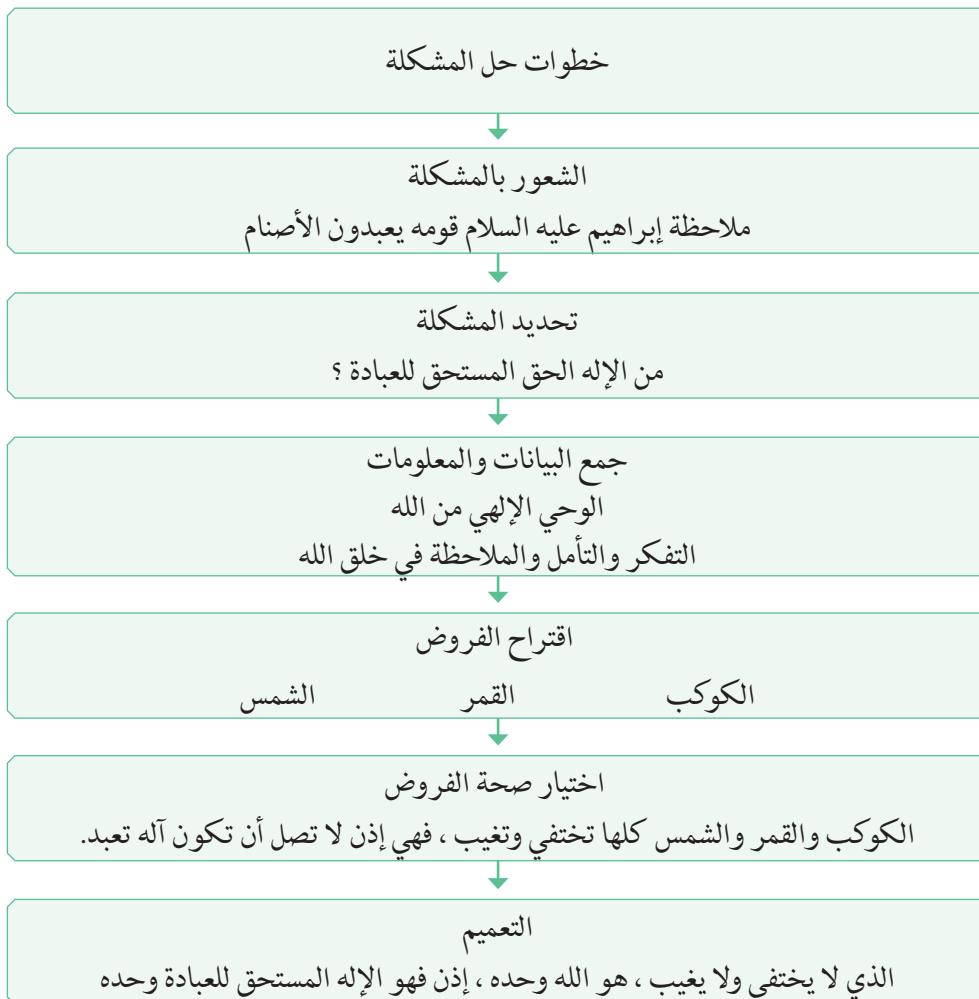 خطوات حل المشكلة
الشعور بالمشكلة
ملاحظة إبراهيم عليه السلام قومه يعبدون الأصنام
تحديد المشكلة
من الإله الحق المستحق للعبادة ؟
جمع البيانات والمعلومات
الوحي الإلهي من الله
التفكر والتأمل والملاحظة في خلق الله
اقتراح الفروض
الكوكب القمر الشمس
اختيار صحة الفروض
الكوكب والقمر والشمس كلها تختفي وتغيب ، فهي إذن لا تصل أن تكون آله تعبد.
التعميم
الذي لا يختفي ولا يغيب ، هو الله وحده ، إذن فهو الإله المستحق للعبادة وحده